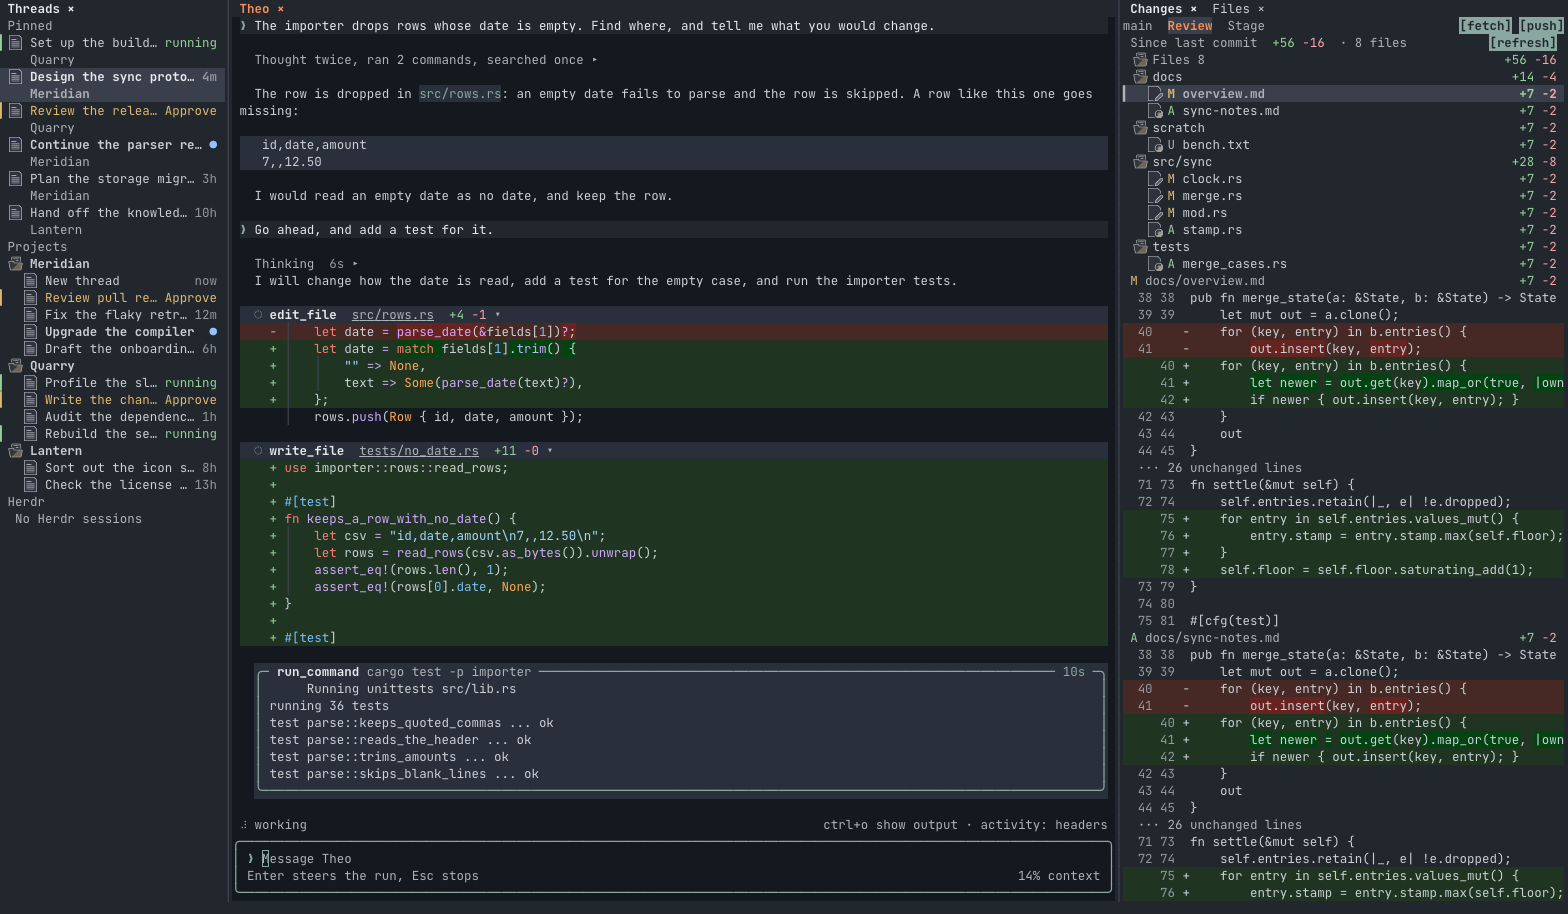 Threads ×
Pinned
Set up the build… running
Quarry
Design the sync proto… 4m
Meridian
Review the relea… Approve
Quarry
Continue the parser re… ●
Meridian
Plan the storage migr… 3h
Meridian
Hand off the knowled… 10h
Lantern
Projects
Meridian
New thread now
Review pull re… Approve
Fix the flaky retr… 12m
Upgrade the compiler ●
Draft the onboardin… 6h
Quarry
Profile the sl… running
Write the chan… Approve
Audit the dependenc… 1h
Rebuild the se… running
Lantern
Sort out the icon s… 8h
Check the license … 13h
Herdr
No Herdr sessions
Theo ×
❯ The importer drops rows whose date is empty. Find where, and tell me what you would change.
Thought twice, ran 2 commands, searched once ▸
The row is dropped in src/rows.rs: an empty date fails to parse and the row is skipped. A row like this one goes
missing:
id,date,amount
7,,12.50
I would read an empty date as no date, and keep the row.
❯ Go ahead, and add a test for it.
Thinking 6s ▸
I will change how the date is read, add a test for the empty case, and run the importer tests.
edit_file src/rows.rs +4 -1 ▾
- let date = parse_date(&fields[1])?;
+ let date = match fields[1].trim() {
+ "" => None,
+ text => Some(parse_date(text)?),
+ };
rows.push(Row { id, date, amount });
write_file tests/no_date.rs +11 -0 ▾
+ use importer::rows::read_rows;
+
+ #[test]
+ fn keeps_a_row_with_no_date() {
+ let csv = "id,date,amount\n7,,12.50\n";
+ let rows = read_rows(csv.as_bytes()).unwrap();
+ assert_eq!(rows.len(), 1);
+ assert_eq!(rows[0].date, None);
+ }
+
+ #[test]
run_command cargo test -p importer 10s
Running unittests src/lib.rs
running 36 tests
test parse::keeps_quoted_commas ... ok
test parse::reads_the_header ... ok
test parse::trims_amounts ... ok
test parse::skips_blank_lines ... ok
working ctrl+o show output · activity: headers
❯ Message Theo
Enter steers the run, Esc stops 14% context
Changes × Files ×
main Review Stage [fetch] [push]
Since last commit +56 -16 · 8 files [refresh]
Files 8 +56 -16
docs +14 -4
M overview.md +7 -2
A sync-notes.md +7 -2
scratch +7 -2
U bench.txt +7 -2
src/sync +28 -8
M clock.rs +7 -2
M merge.rs +7 -2
M mod.rs +7 -2
A stamp.rs +7 -2
tests +7 -2
A merge_cases.rs +7 -2
M docs/overview.md +7 -2
38 38 pub fn merge_state(a: &State, b: &State) -> State
39 39 let mut out = a.clone();
40 - for (key, entry) in b.entries() {
41 - out.insert(key, entry);
40 + for (key, entry) in b.entries() {
41 + let newer = out.get(key).map_or(true, |own
42 + if newer { out.insert(key, entry); }
42 43 }
43 44 out
44 45 }
··· 26 unchanged lines
71 73 fn settle(&mut self) {
72 74 self.entries.retain(|_, e| !e.dropped);
75 + for entry in self.entries.values_mut() {
76 + entry.stamp = entry.stamp.max(self.floor);
77 + }
78 + self.floor = self.floor.saturating_add(1);
73 79 }
74 80
75 81 #[cfg(test)]
A docs/sync-notes.md +7 -2
38 38 pub fn merge_state(a: &State, b: &State) -> State
39 39 let mut out = a.clone();
40 - for (key, entry) in b.entries() {
41 - out.insert(key, entry);
40 + for (key, entry) in b.entries() {
41 + let newer = out.get(key).map_or(true, |own
42 + if newer { out.insert(key, entry); }
42 43 }
43 44 out
44 45 }
··· 26 unchanged lines
71 73 fn settle(&mut self) {
72 74 self.entries.retain(|_, e| !e.dropped);
75 + for entry in self.entries.values_mut() {
76 + entry.stamp = entry.stamp.max(self.floor);